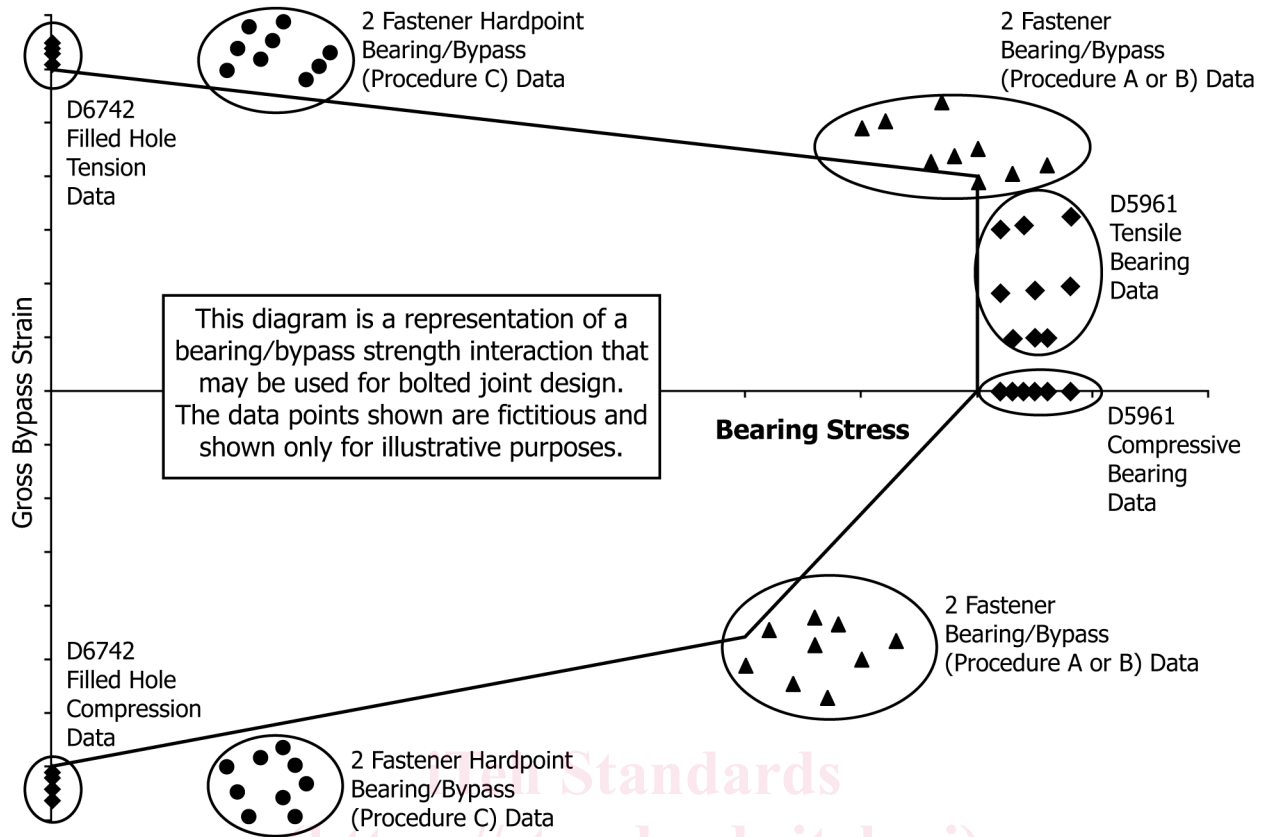 2 Fastener Hardpoint
Bearing/Bypass
(Procedure C) Data
2 Fastener
Bearing/Bypass
(Procedure A or B) Data
D6742
Filled Hole
Tension
Data
D5961
Tensile
Bearing
Data
Gross Bypass Strain
This diagram is a representation of a
bearing/bypass strength interaction that
may be used for bolted joint design.
The data points shown are fictitious and
shown only for illustrative purposes.
Bearing Stress
D5961
Compressive
Bearing
Data
2 Fastener
Bearing/Bypass
(Procedure A or B) Data
D6742
Filled Hole
Compression
Data
2 Fastener Hardpoint
Bearing/Bypass
(Procedure C) Data
iTeh Standards